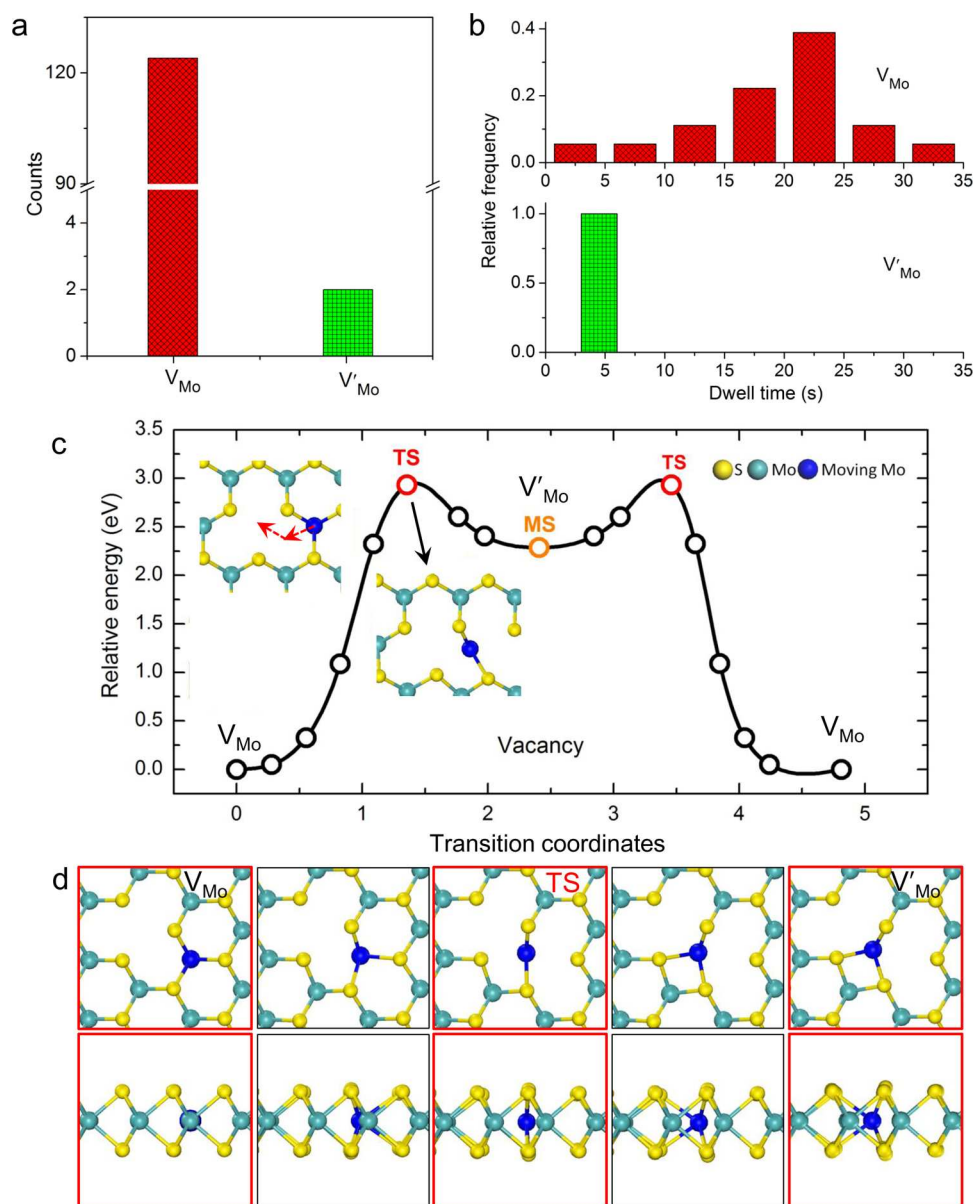 a
Counts
120
90
4
2
0
V_Mo
V′_Mo
b
Relative frequency
0.4
0.2
0.0
V_Mo
0 5 10 15 20 25 30 35
1.0
0.5
0.0
V′_Mo
0 5 10 15 20 25 30 35
Dwell time (s)
c
Relative energy (eV)
3.5
3.0
2.5
2.0
1.5
1.0
0.5
0.0
TS
V′_Mo
MS
TS
S Mo Moving Mo
V_Mo
Vacancy
V_Mo
0 1 2 3 4 5
Transition coordinates
d
V_Mo
TS
V′_Mo